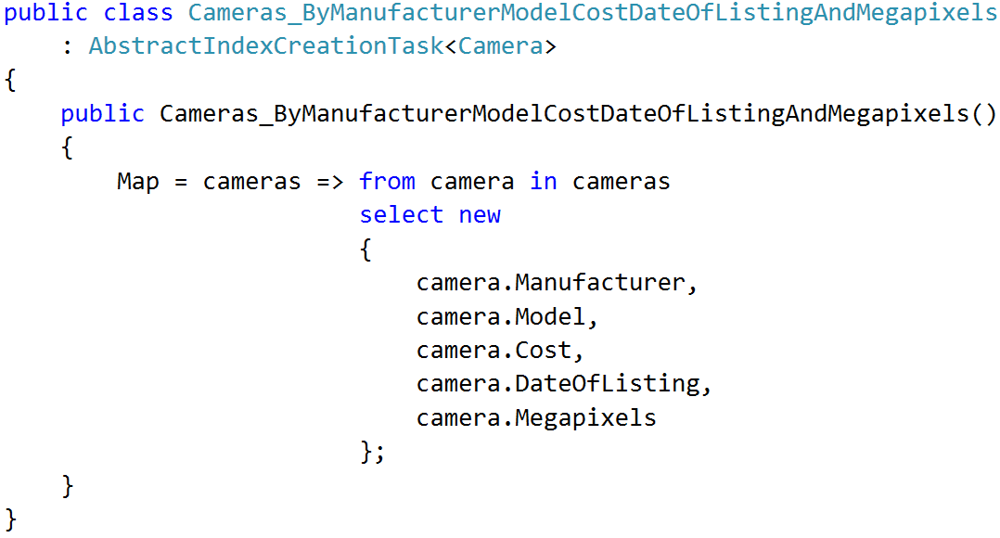 public class Cameras_ByManufacturerModelCostDateOfListingAndMegapixels
    : AbstractIndexCreationTask<Camera>
{
    public Cameras_ByManufacturerModelCostDateOfListingAndMegapixels()
    {
        Map = cameras => from camera in cameras
                         select new
                         {
                             camera.Manufacturer,
                             camera.Model,
                             camera.Cost,
                             camera.DateOfListing,
                             camera.Megapixels
                         };
    }
}